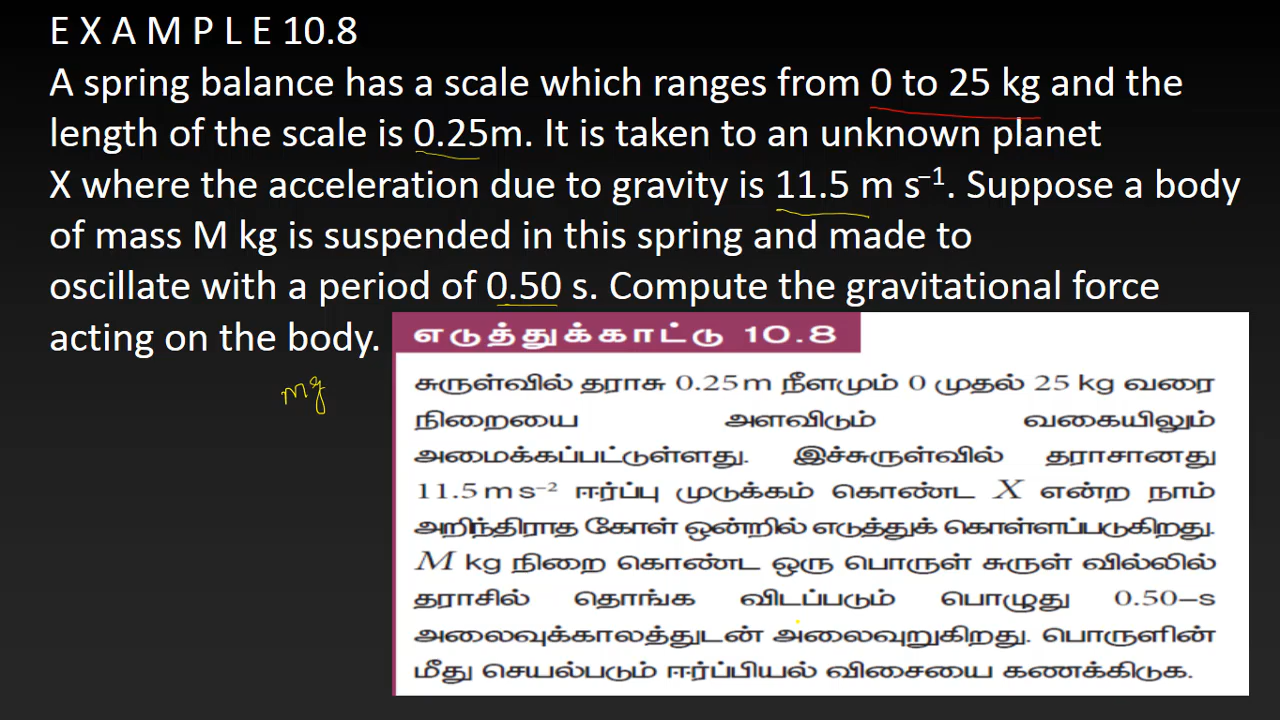 E X A M P L E 10.8
A spring balance has a scale which ranges from 0 to 25 kg and the
length of the scale is 0.25m. It is taken to an unknown planet
X where the acceleration due to gravity is 11.5 m s⁻¹. Suppose a body
of mass M kg is suspended in this spring and made to
oscillate with a period of 0.50 s. Compute the gravitational force
acting on the body.
mg
எடுத்துக்காட்டு 10.8
சுருள்வில் தராசு 0.25m நீளமும் 0 முதல் 25 kg வரை
நிறையை அளவிடும் வகையிலும்
அமைக்கப்பட்டுள்ளது. இச்சுருள்வில் தராசானது
11.5 m s⁻² ஈர்ப்பு முடுக்கம் கொண்ட X என்ற நாம்
அறிந்திராத கோள் ஒன்றில் எடுத்துக் கொள்ளப்படுகிறது.
M kg நிறை கொண்ட ஒரு பொருள் சுருள் வில்லில்
தராசில் தொங்க விடப்படும் பொழுது 0.50–s
அலைவுக்காலத்துடன் அலைவுறுகிறது. பொருளின்
மீது செயல்படும் ஈர்ப்பியல் விசையை கணக்கிடுக.